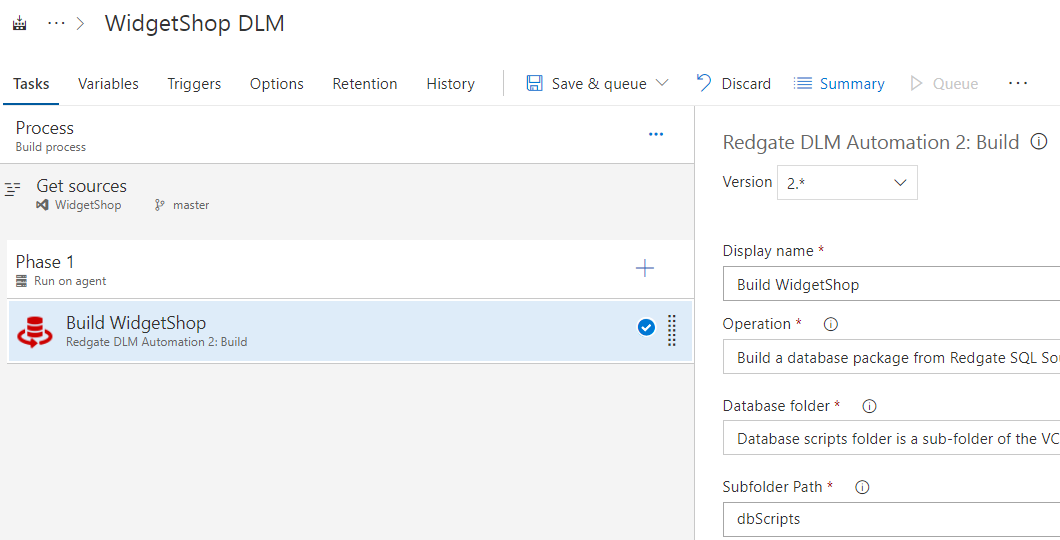 ··· > WidgetShop DLM
Tasks Variables Triggers Options Retention History Save & queue Discard Summary Queue ···
Process ···
Build process
Get sources
WidgetShop master
Phase 1
Run on agent
Build WidgetShop
Redgate DLM Automation 2: Build
Redgate DLM Automation 2: Build
Version 2.*
Display name *
Build WidgetShop
Operation *
Build a database package from Redgate SQL Sou
Database folder *
Database scripts folder is a sub-folder of the VC
Subfolder Path *
dbScripts